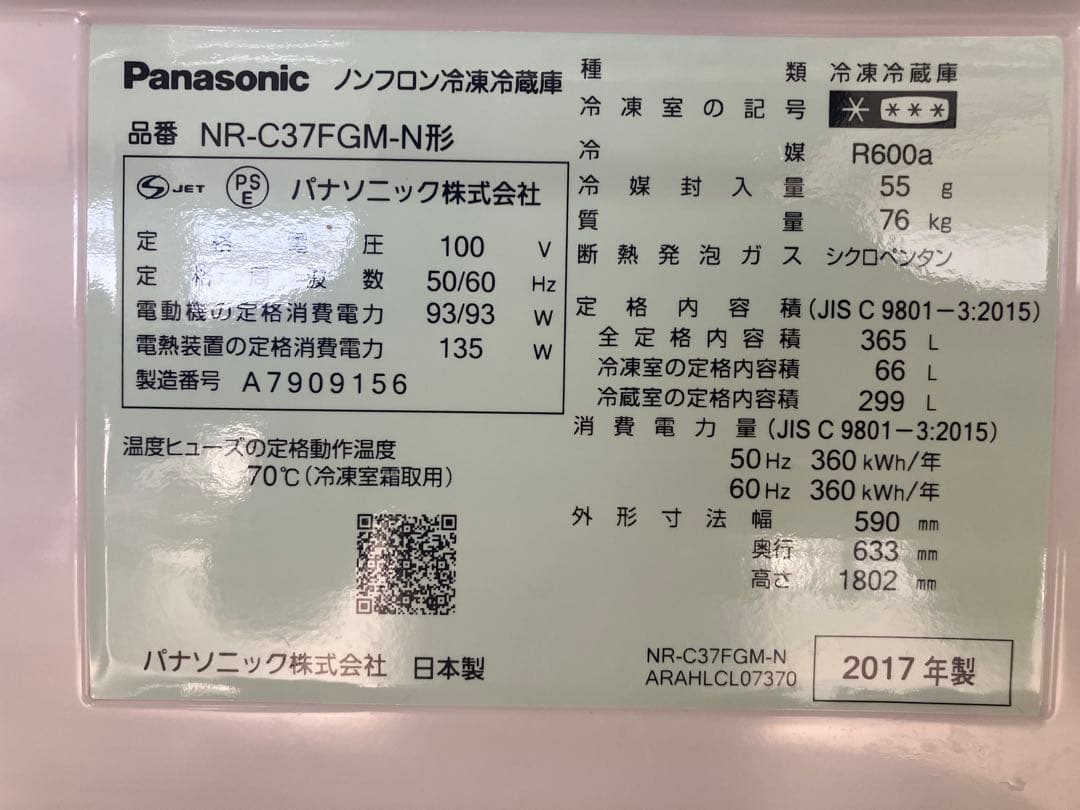 Panasonic ノンフロン冷凍冷蔵庫
品番 NR-C37FGM-N形
S JET PS E パナソニック株式会社
定格電圧 100 V
定格周波数 50/60 Hz
電動機の定格消費電力 93/93 W
電熱装置の定格消費電力 135 W
製造番号 A7909156
温度ヒューズの定格動作温度
70℃(冷凍室霜取用)
パナソニック株式会社 日本製
種類 冷凍冷蔵庫
冷凍室の記号 * ***
冷媒 R600a
冷媒封入量 55 g
質量 76 kg
断熱発泡ガス シクロペンタン
定格内容積 (JIS C 9801-3:2015)
全定格内容積 365 L
冷凍室の定格内容積 66 L
冷蔵室の定格内容積 299 L
消費電力量 (JIS C 9801-3:2015)
50Hz 360 kWh/年
60Hz 360 kWh/年
外形寸法 幅 590 mm
奥行 633 mm
高さ 1802 mm
NR-C37FGM-N
ARAHLCL07370
2017年製